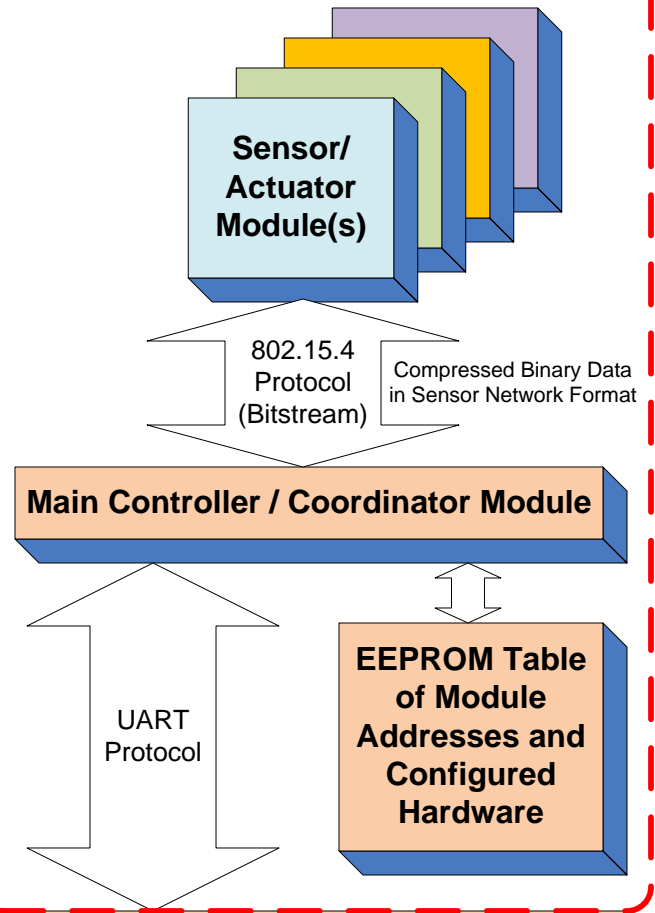 Sensor/
Actuator
Module(s)
802.15.4
Protocol
(Bitstream)
Compressed Binary Data
in Sensor Network Format
Main Controller / Coordinator Module
UART
Protocol
EEPROM Table
of Module
Addresses and
Configured
Hardware